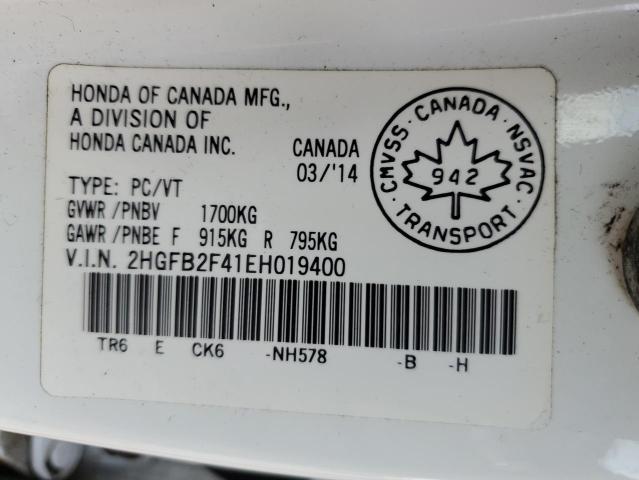 HONDA OF CANADA MFG.,
A DIVISION OF
HONDA CANADA INC.
CANADA
03/'14
TYPE: PC/VT
GVWR /PNBV 1700KG
GAWR /PNBE F 915KG R 795KG
V.I.N. 2HGFB2F41EH019400
TR6 E CK6 -NH578 -B -H
CMVSS · CANADA · NSVAC
942
· TRANSPORT ·